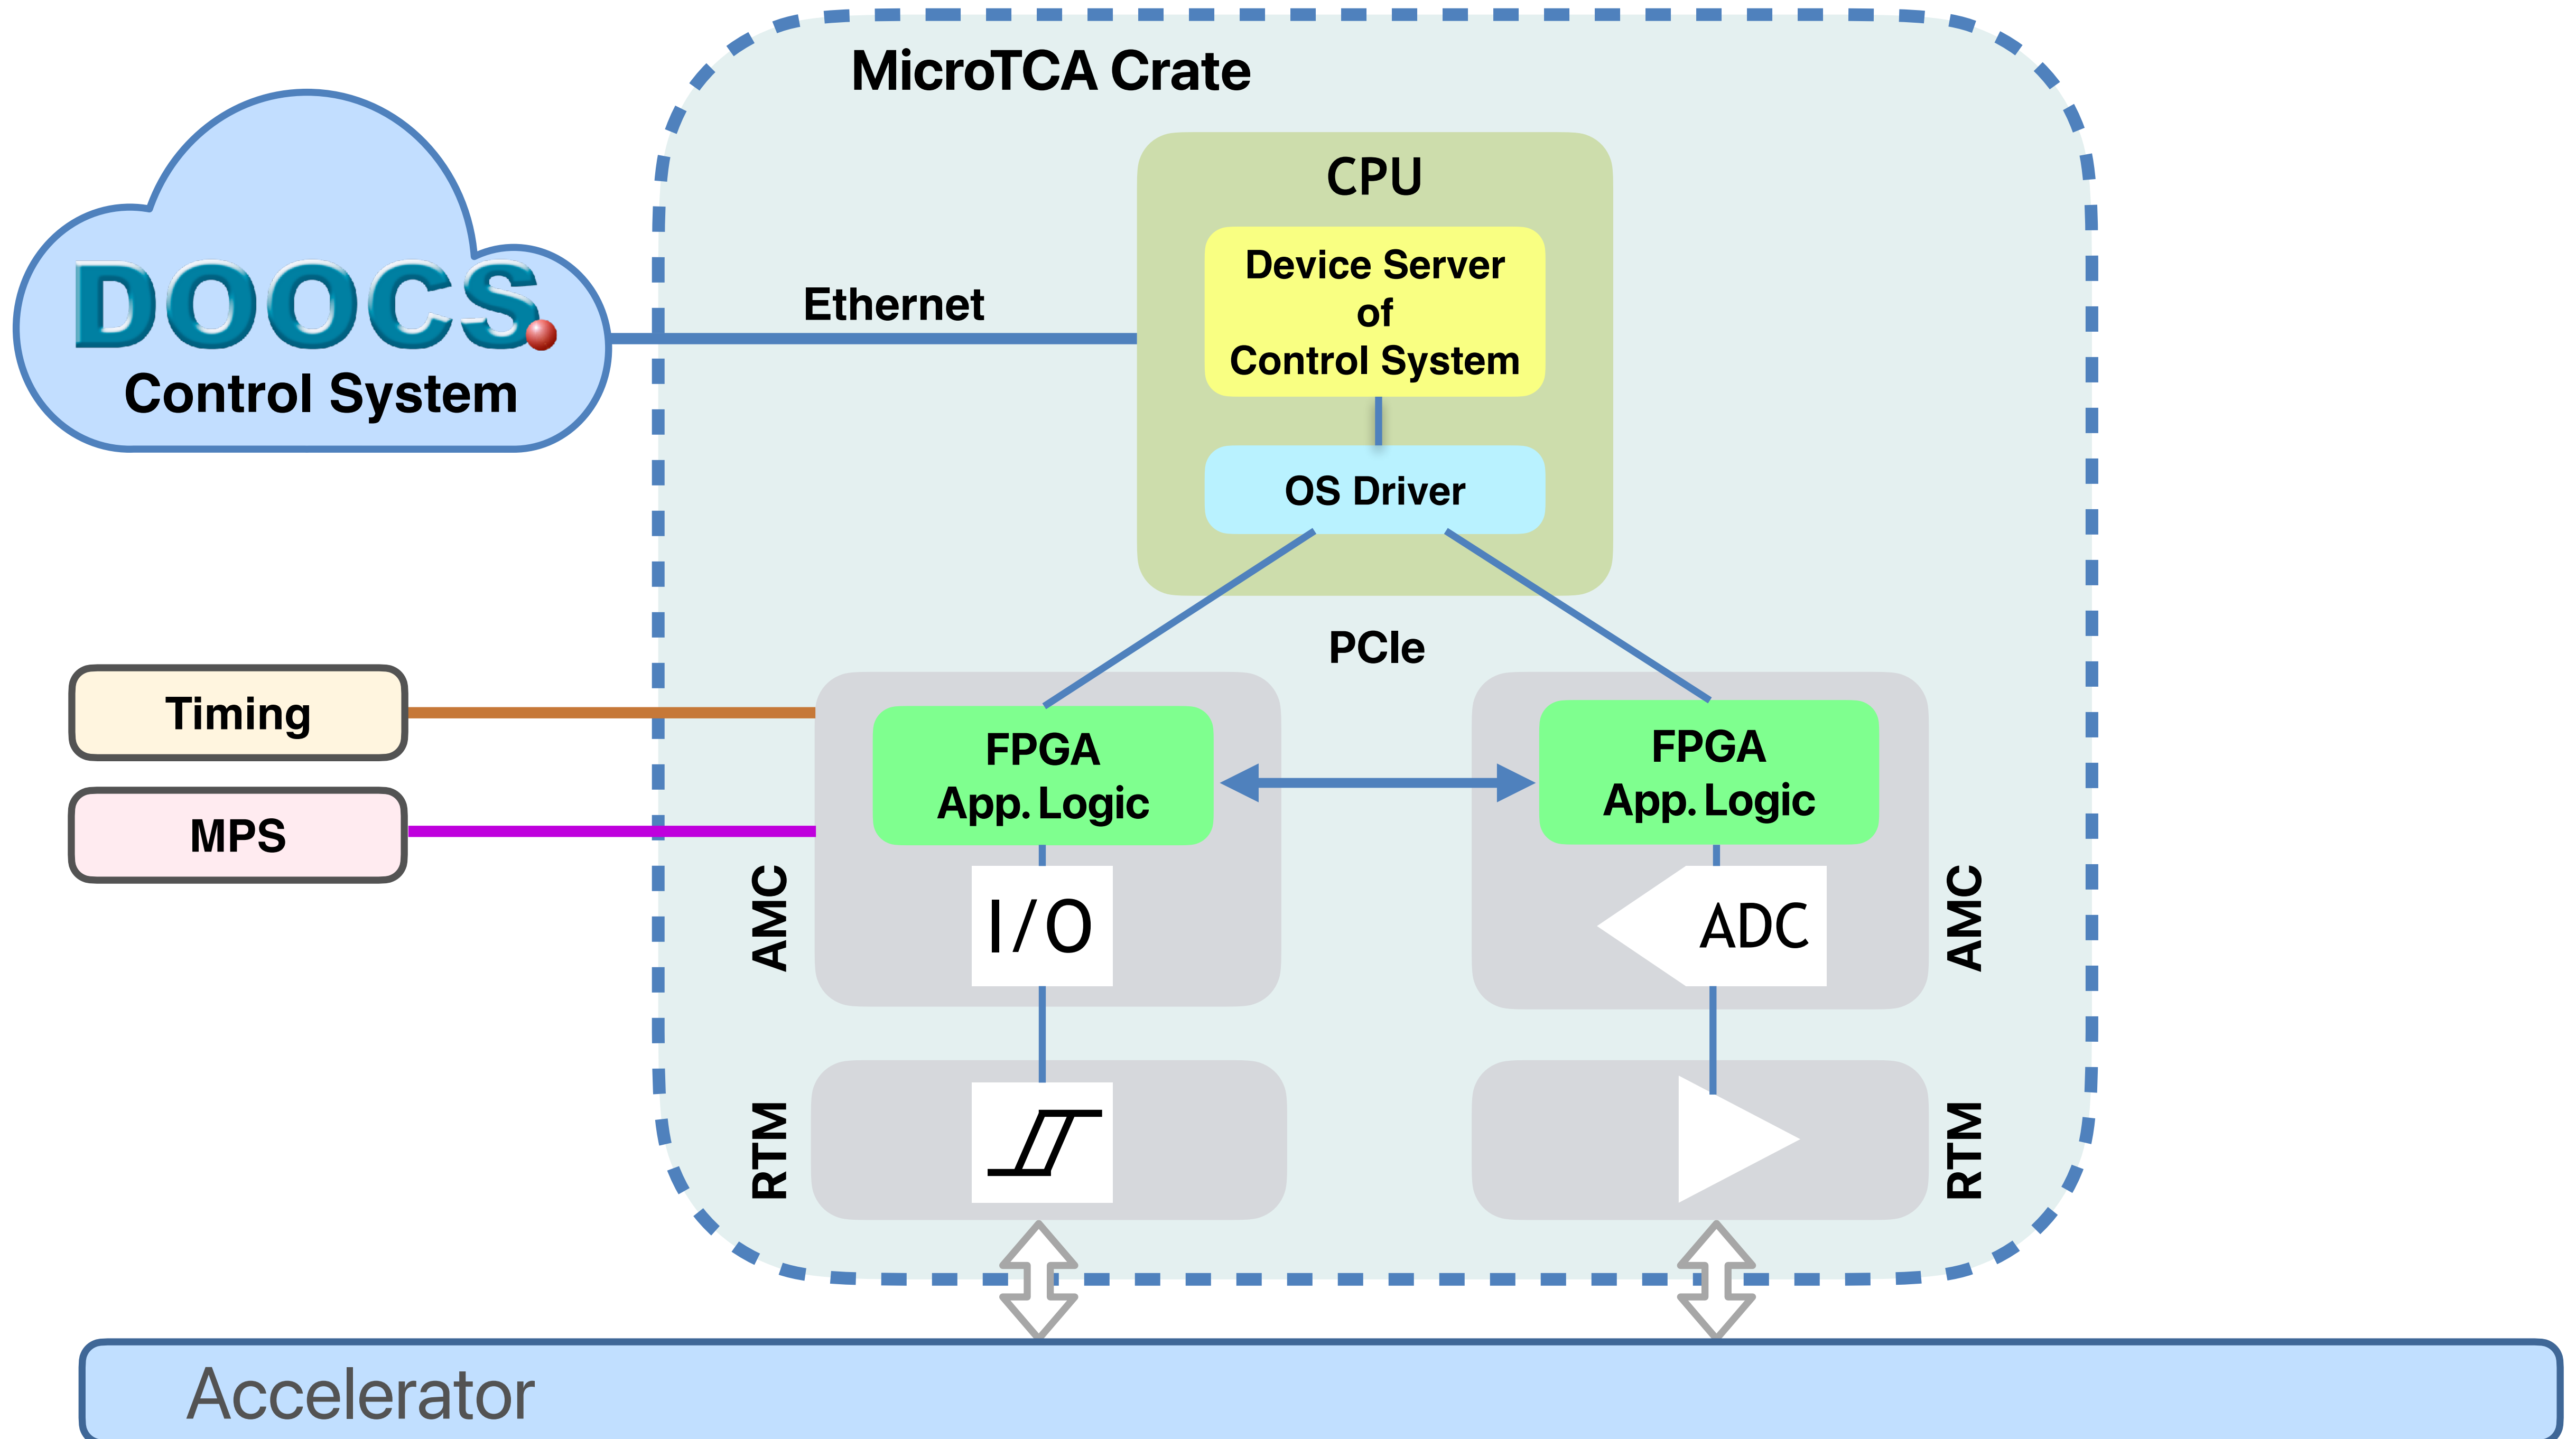 MicroTCA Crate
CPU
Device Server
of
Control System
DOOCS
Control System
Ethernet
OS Driver
PCIe
Timing
MPS
FPGA
App. Logic
FPGA
App. Logic
AMC
I/O
ADC
AMC
RTM
RTM
Accelerator